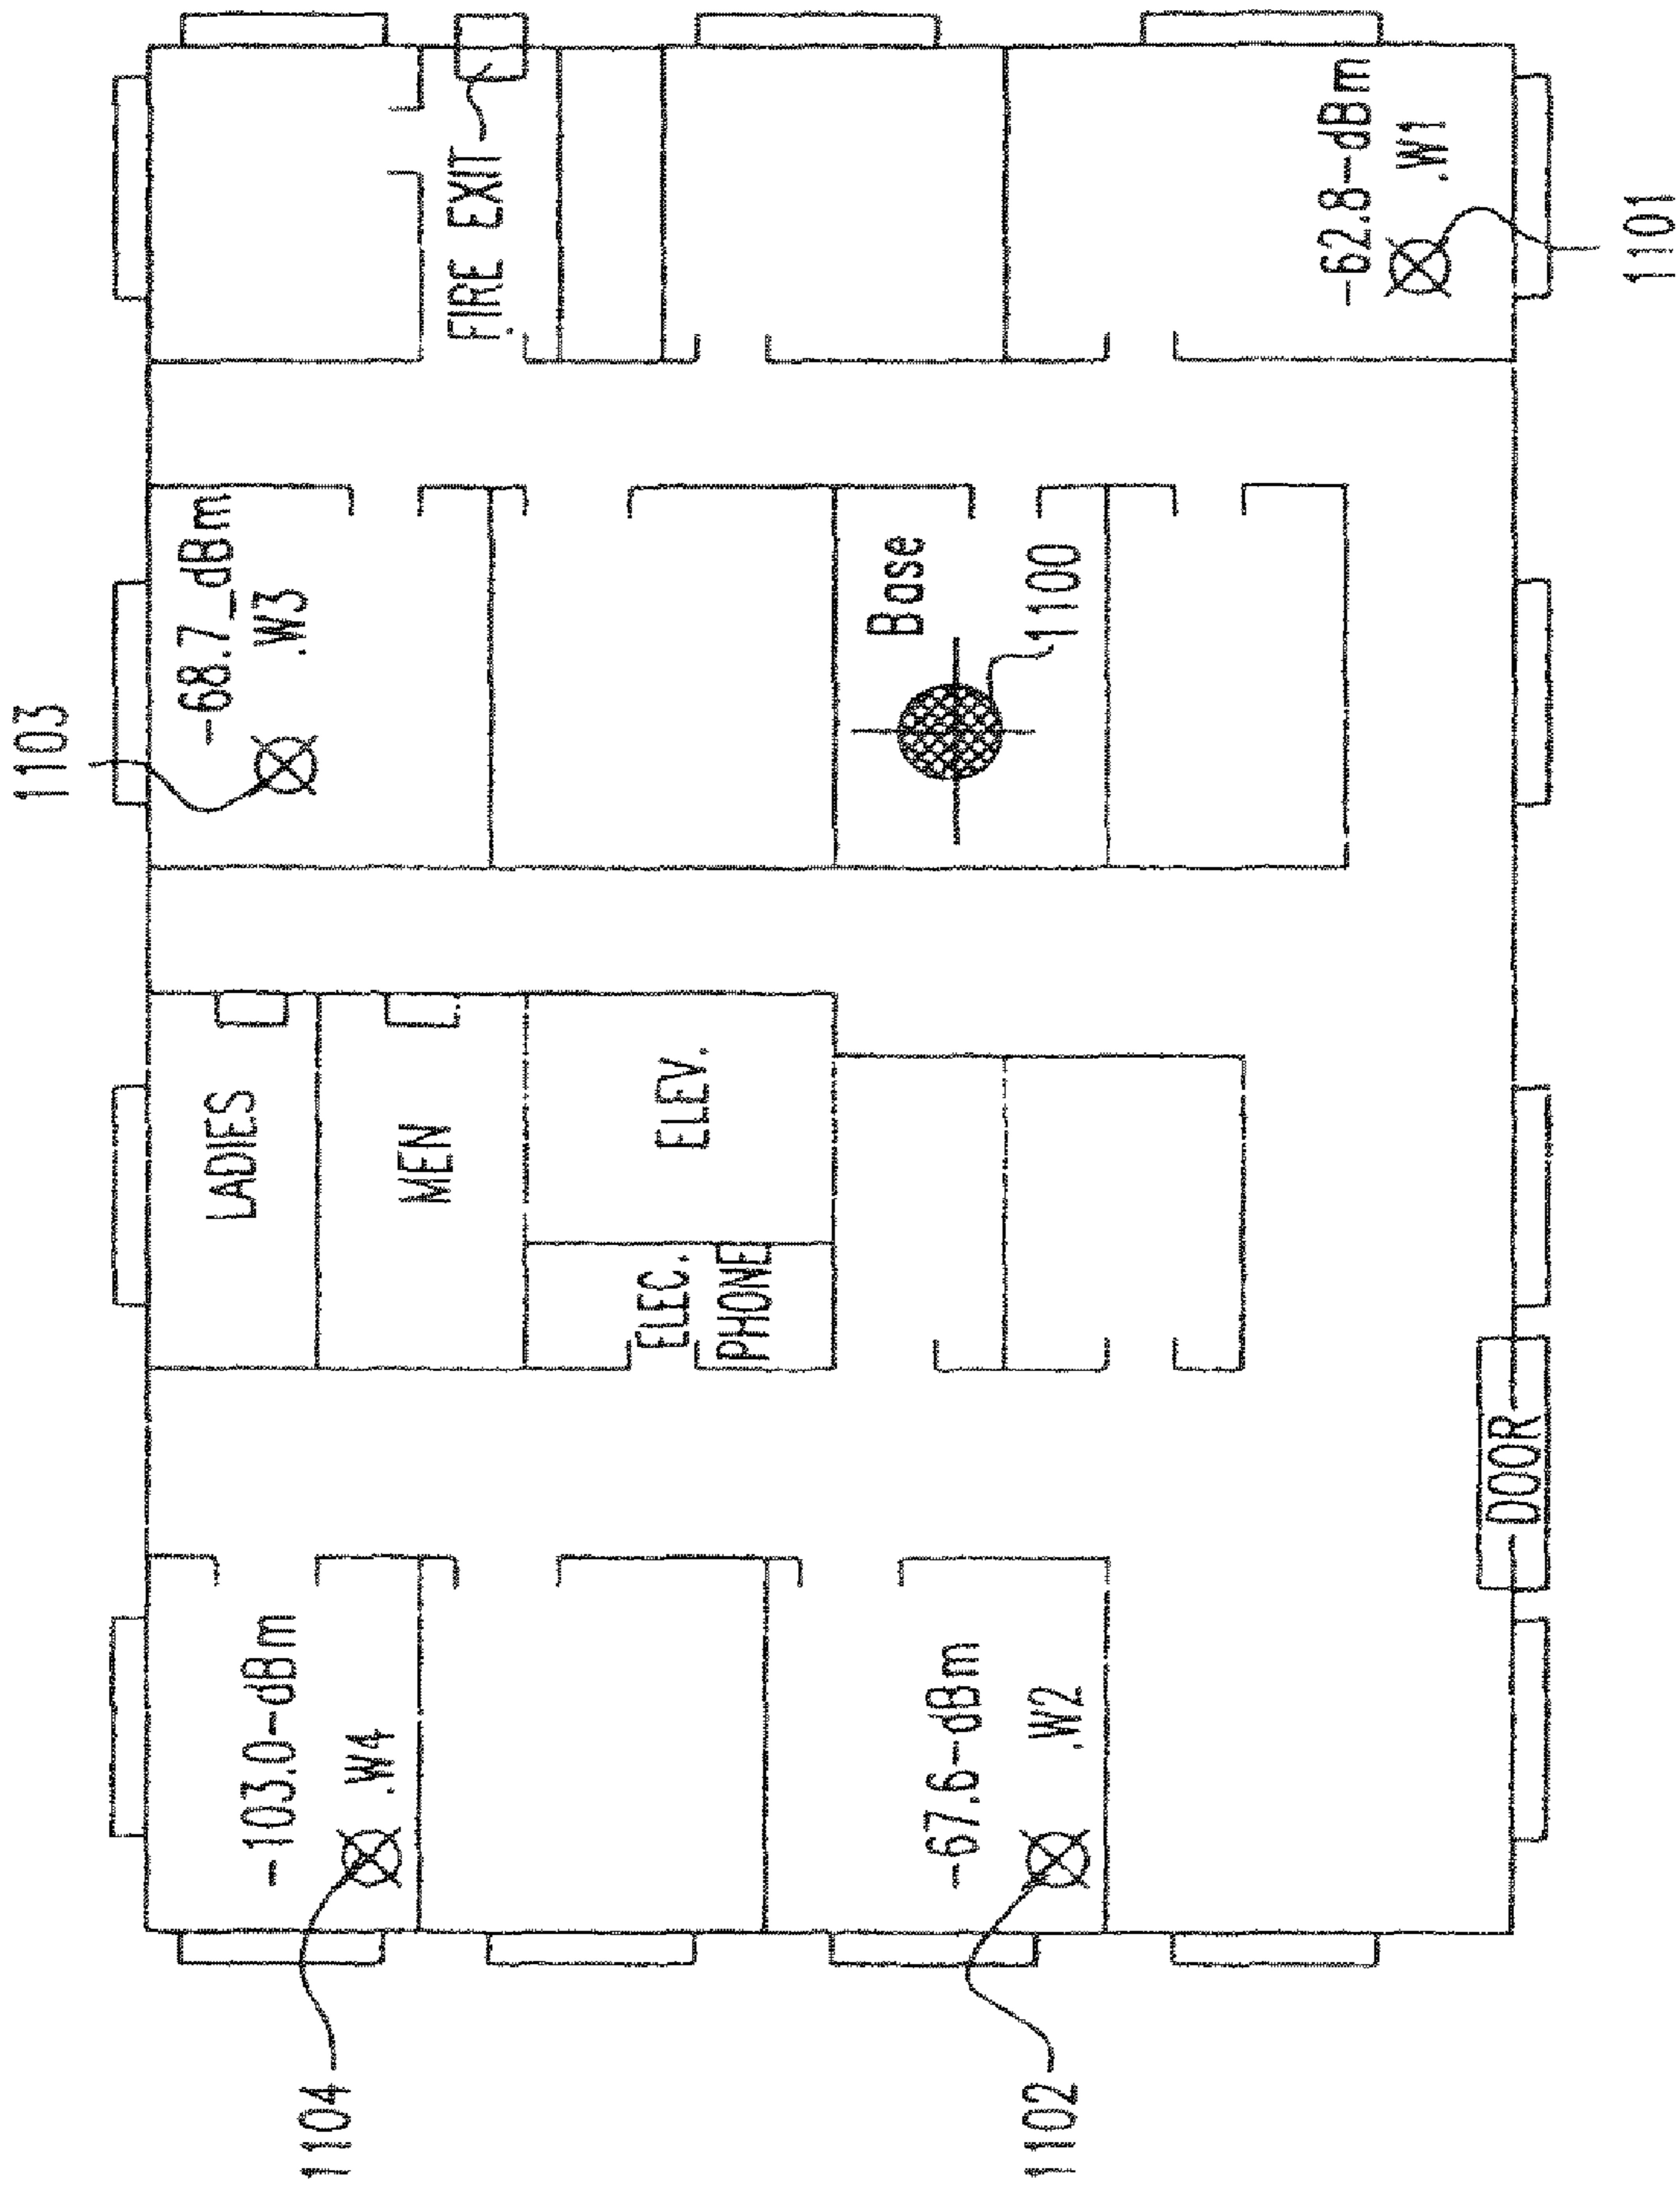 1103
-103.0-dBm
.W4
1104
LADIES
-68.7_dBm
.W3
MEN
FIRE EXIT
ELEC.
PHONE
ELEV.
-67.6-dBm
.W2
1102
Base
1100
-62.8-dBm
.W1
DOOR
1101